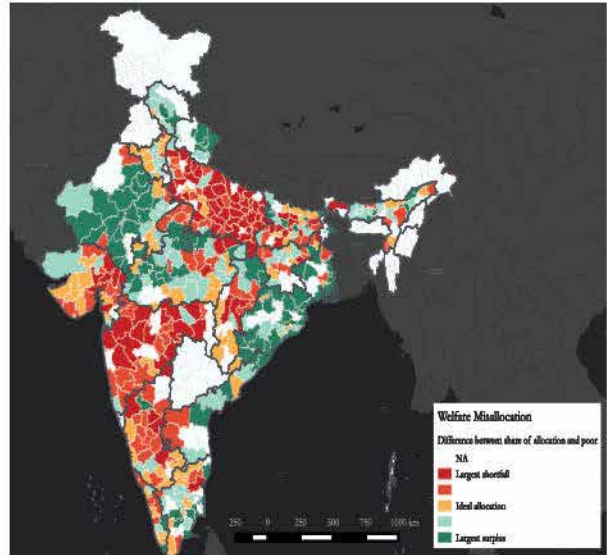 Welfare Misallocation
Difference between share of allocation and poor
NA
Largest shortfall
Ideal allocation
Largest surplus
250 0 250 500 750 1000 km